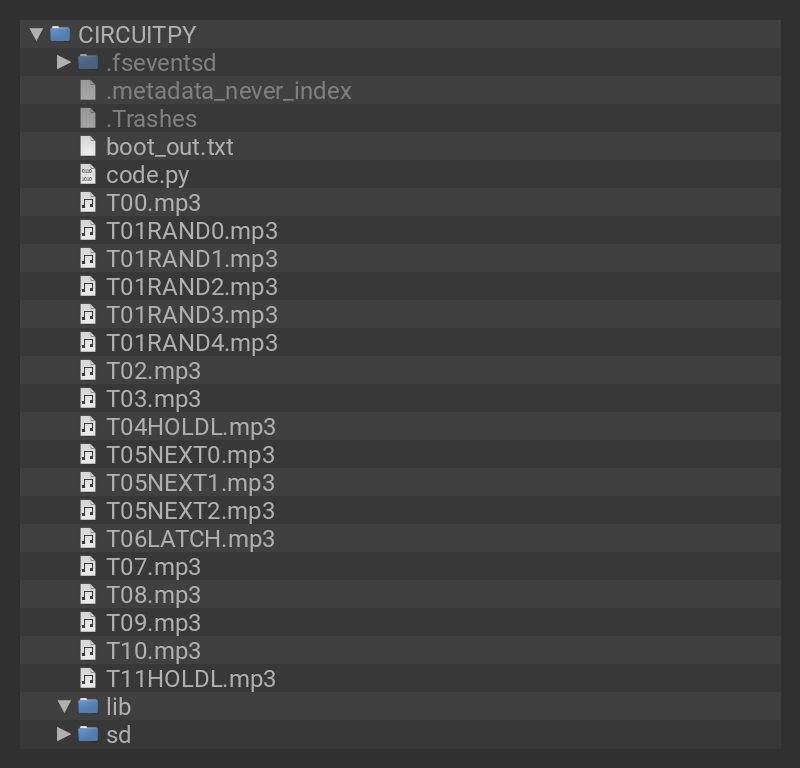 CIRCUITPY
.fseventsd
.metadata_never_index
.Trashes
boot_out.txt
code.py
T00.mp3
T01RAND0.mp3
T01RAND1.mp3
T01RAND2.mp3
T01RAND3.mp3
T01RAND4.mp3
T02.mp3
T03.mp3
T04HOLDL.mp3
T05NEXT0.mp3
T05NEXT1.mp3
T05NEXT2.mp3
T06LATCH.mp3
T07.mp3
T08.mp3
T09.mp3
T10.mp3
T11HOLDL.mp3
lib
sd